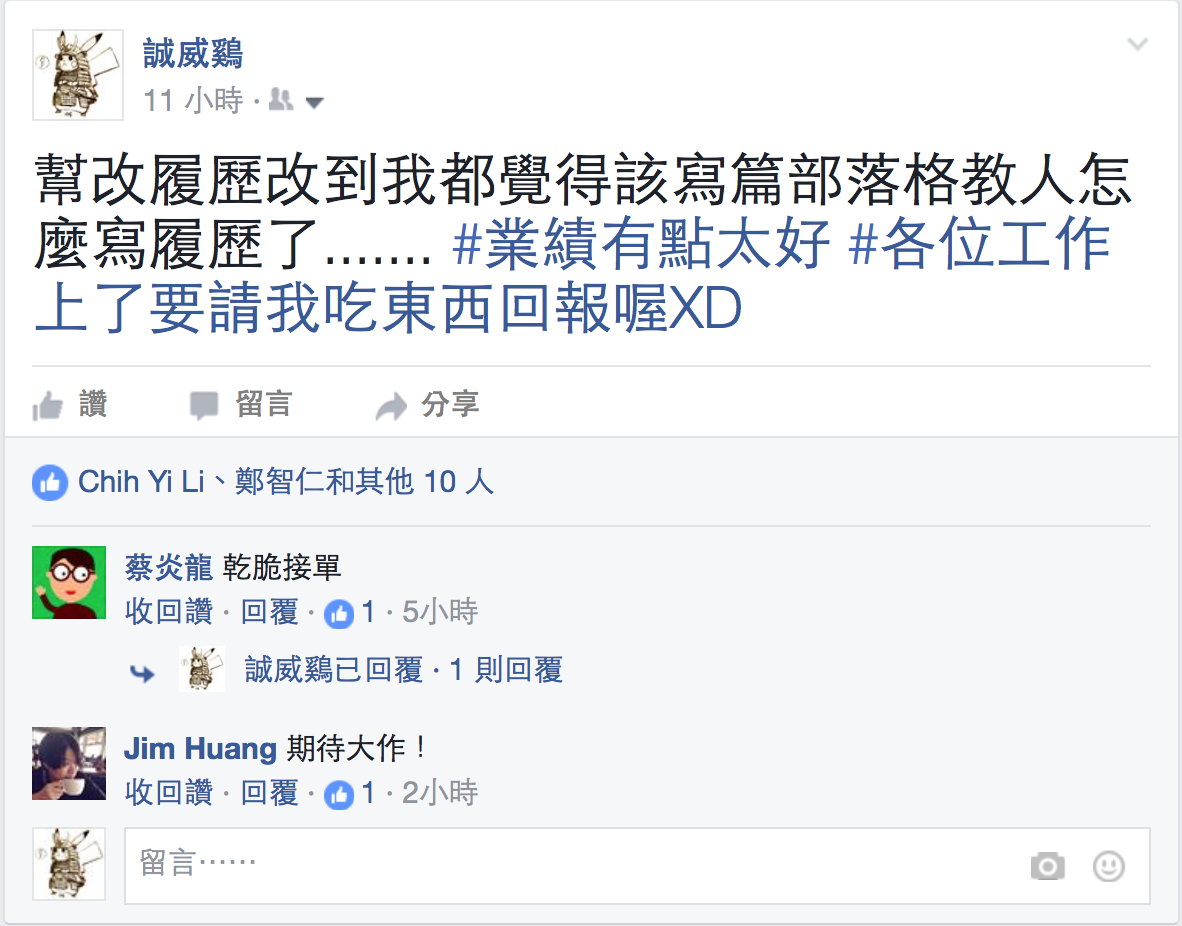 誠威鷄
11 小時 ·
幫改履歷改到我都覺得該寫篇部落格教人怎
麼寫履歷了....... #業績有點太好 #各位工作
上了要請我吃東西回報喔XD
讚 留言 分享
Chih Yi Li、鄭智仁和其他 10 人
蔡炎龍 乾脆接單
收回讚 · 回覆 · 1 · 5小時
誠威鷄已回覆 · 1 則回覆
Jim Huang 期待大作！
收回讚 · 回覆 · 1 · 2小時
留言……